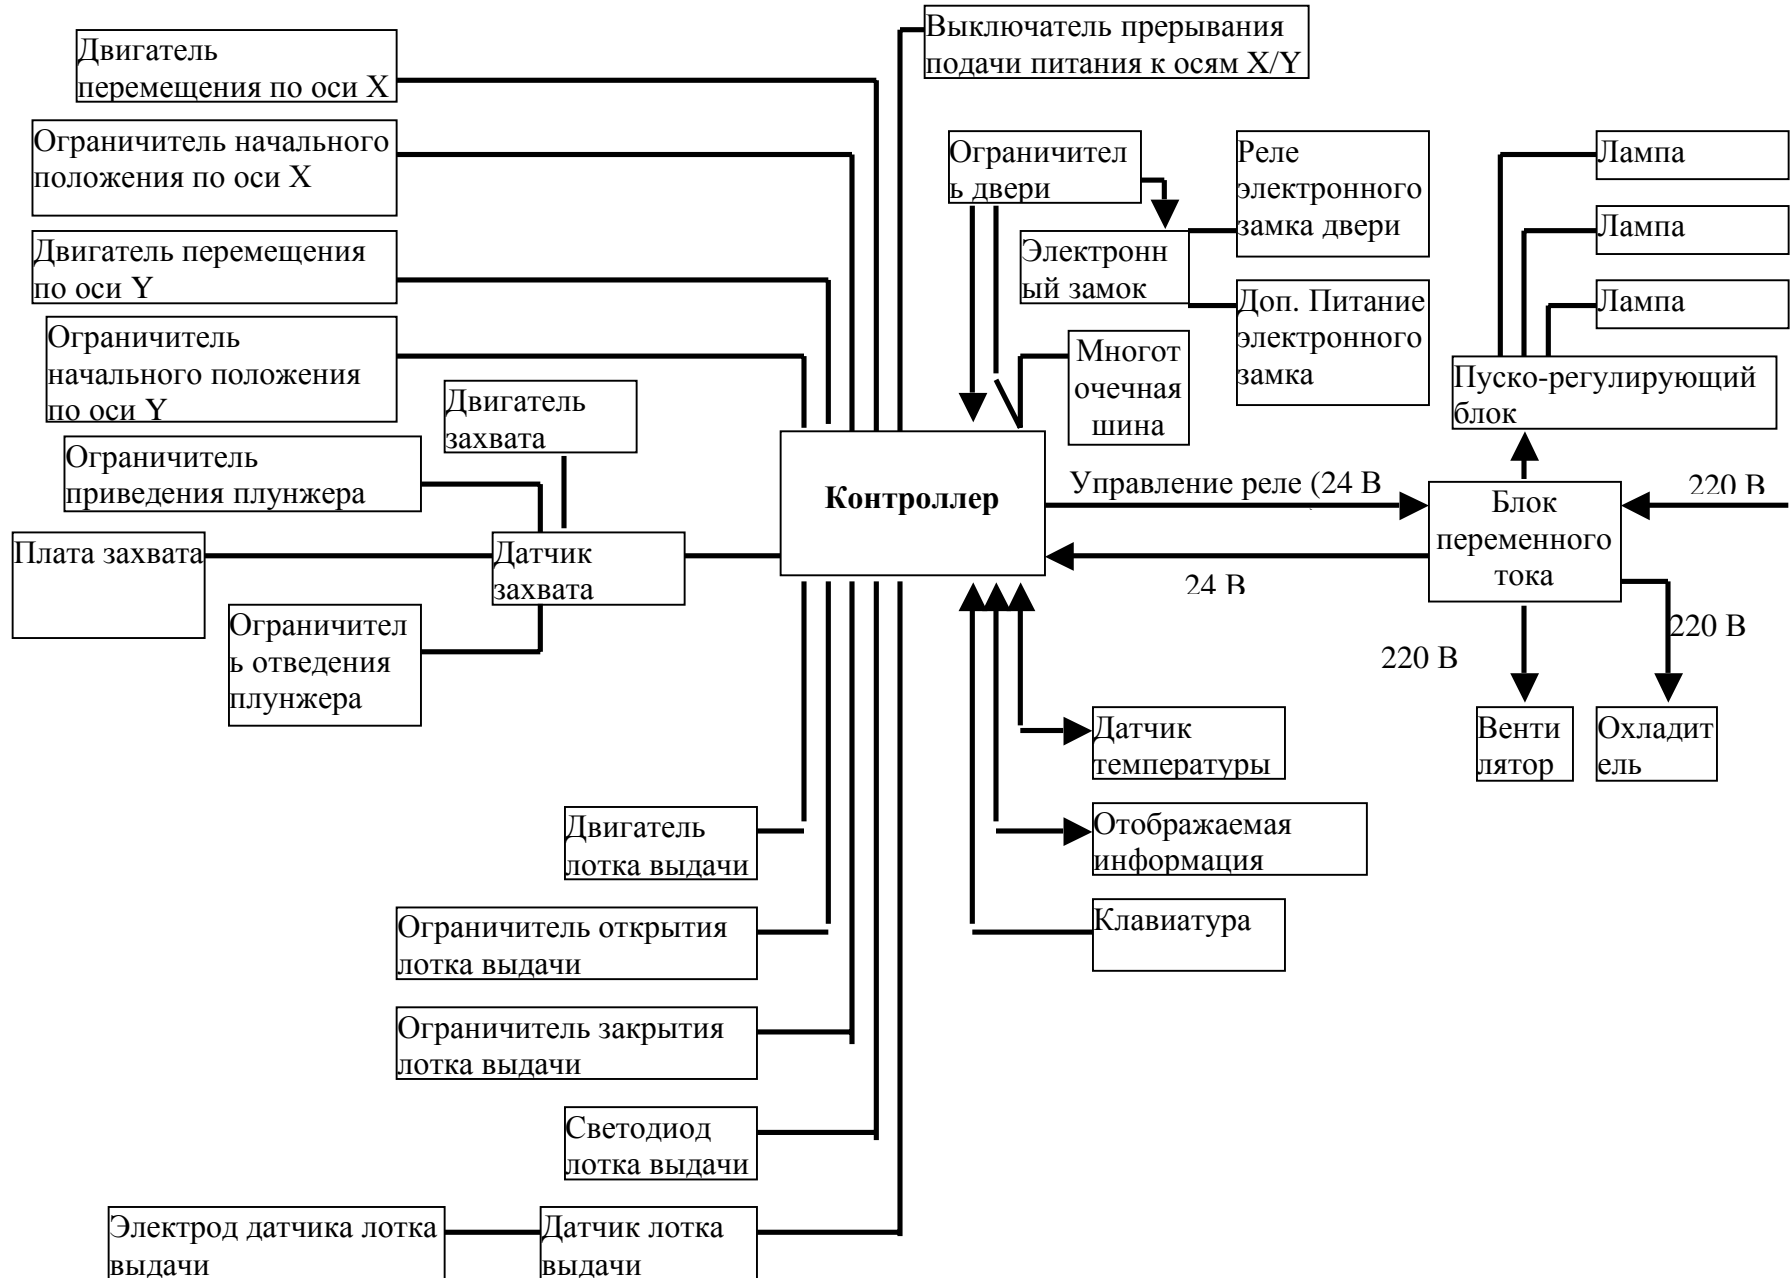 Выключатель прерывания
подачи питания к осям X/Y
Двигатель
перемещения по оси X
Ограничитель начального
положения по оси X
Двигатель перемещения
по оси Y
Ограничитель
начального положения
по оси Y
Двигатель
захвата
Ограничитель
приведения плунжера
Плата захвата
Датчик
захвата
Ограничител
ь отведения
плунжера
Ограничител
ь двери
Электронн
ый замок
Реле
электронного
замка двери
Доп. Питание
электронного
замка
Многот
очечная
шина
Лампа
Лампа
Лампа
Пуско-регулирующий
блок
Контроллер
Управление реле (24 В
24 В
Блок
переменного
тока
220 В
220 В
220 В
Венти
лятор
Охладит
ель
Датчик
температуры
Отображаемая
информация
Клавиатура
Двигатель
лотка выдачи
Ограничитель открытия
лотка выдачи
Ограничитель закрытия
лотка выдачи
Светодиод
лотка выдачи
Электрод датчика лотка
выдачи
Датчик лотка
выдачи